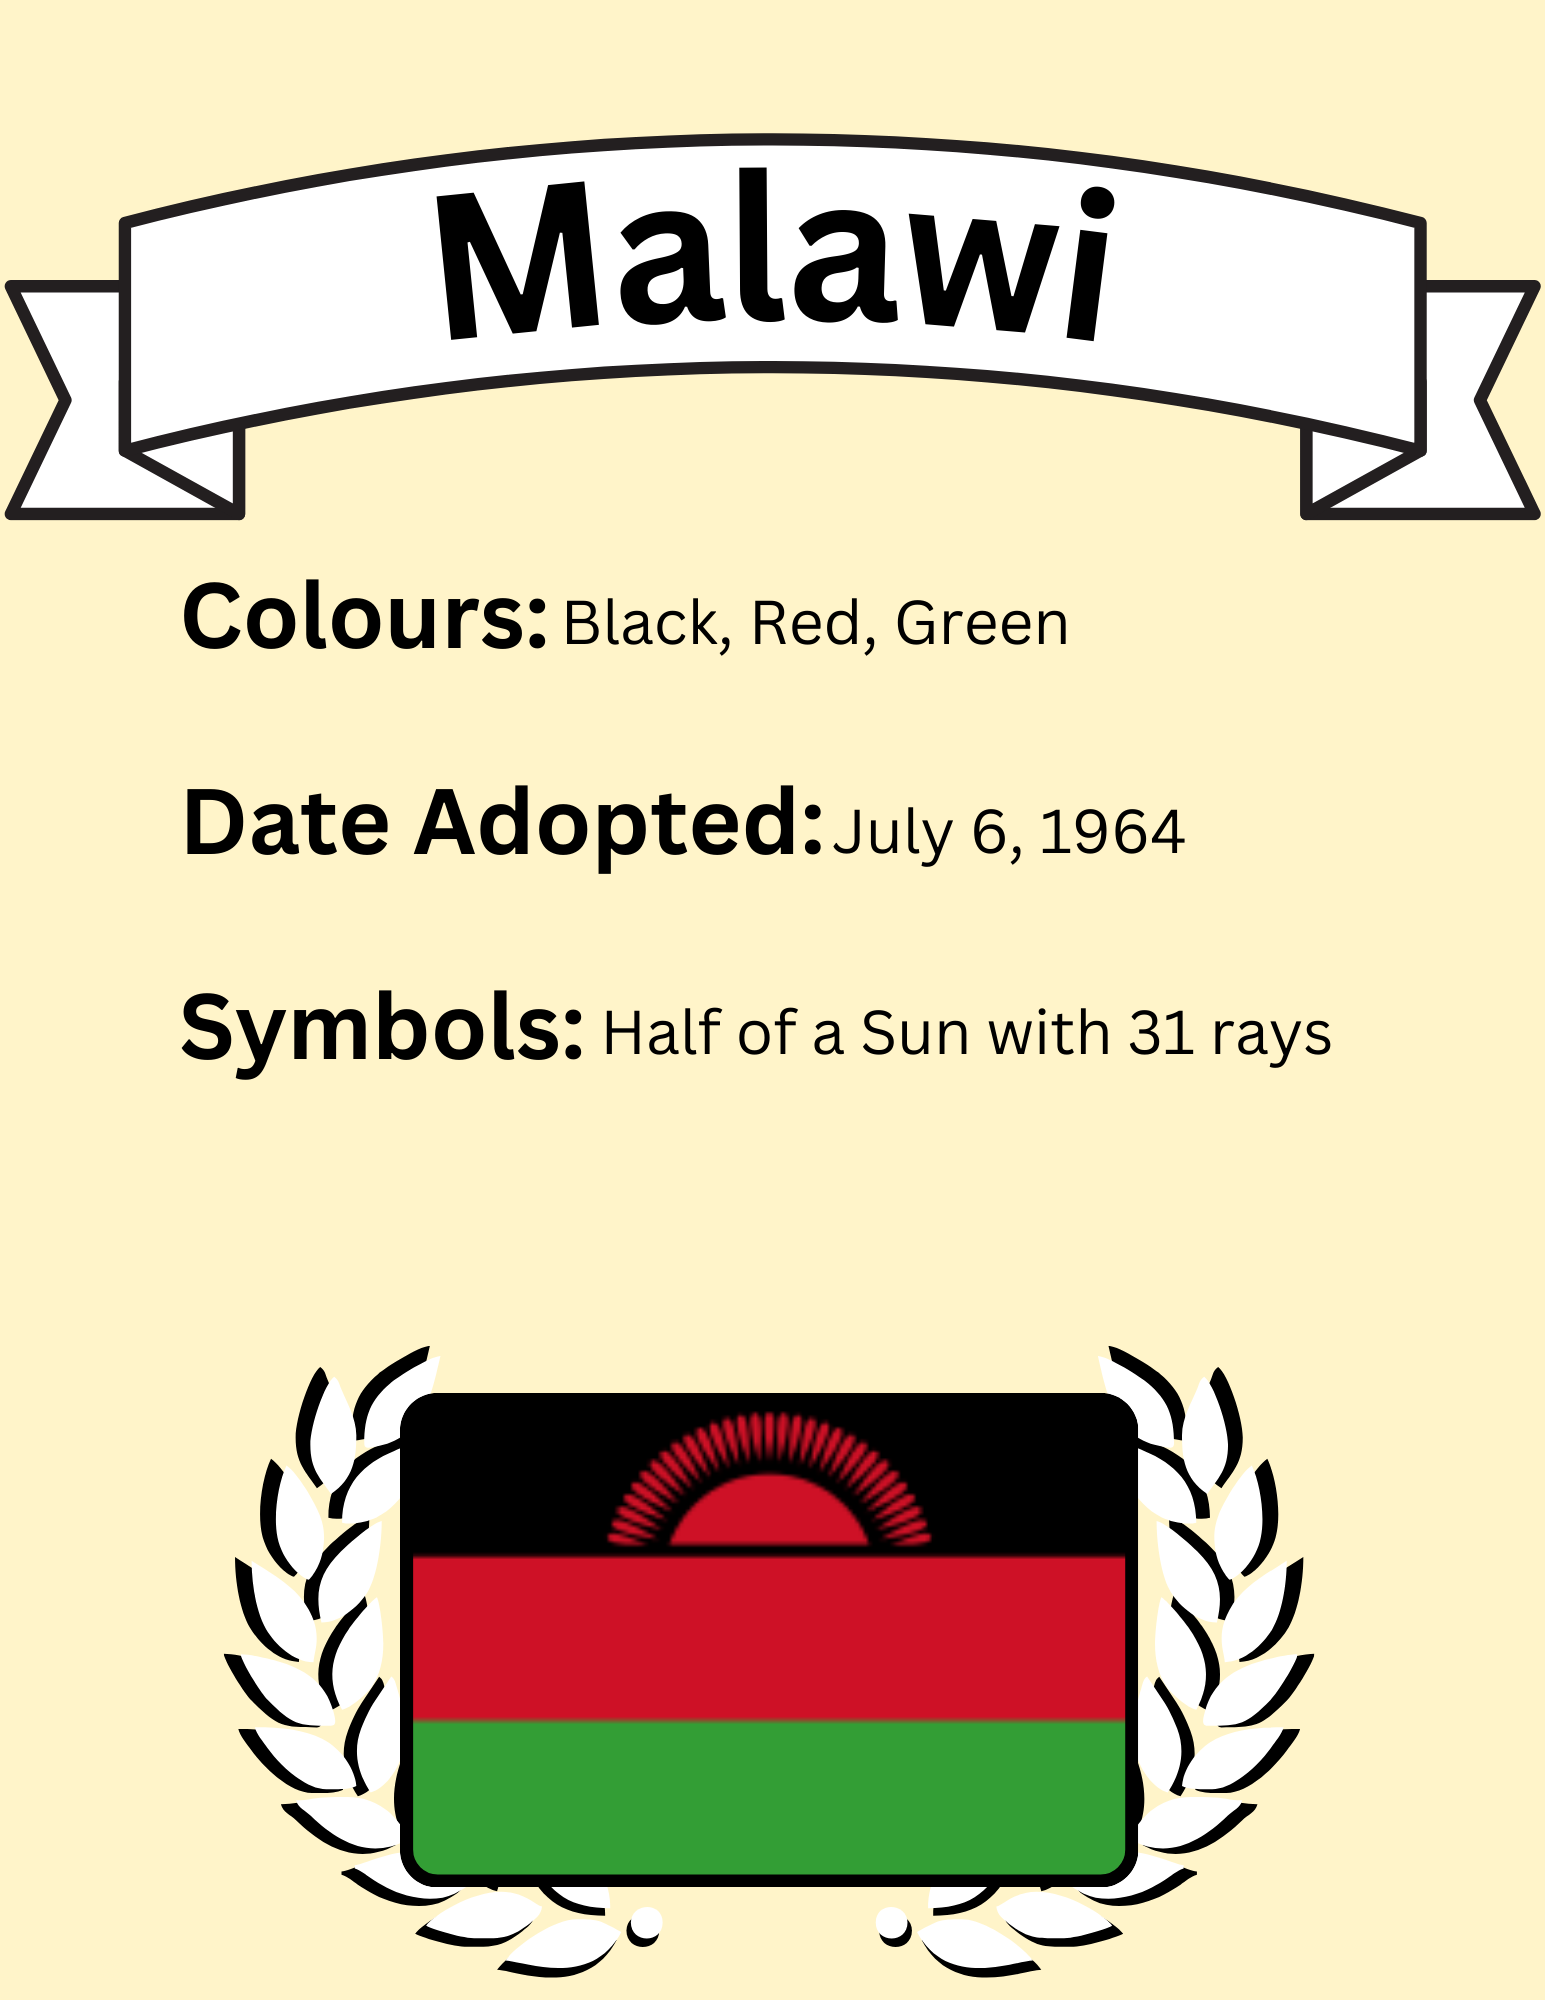 Malawi
Colours: Black, Red, Green
Date Adopted: July 6, 1964
Symbols: Half of a Sun with 31 rays